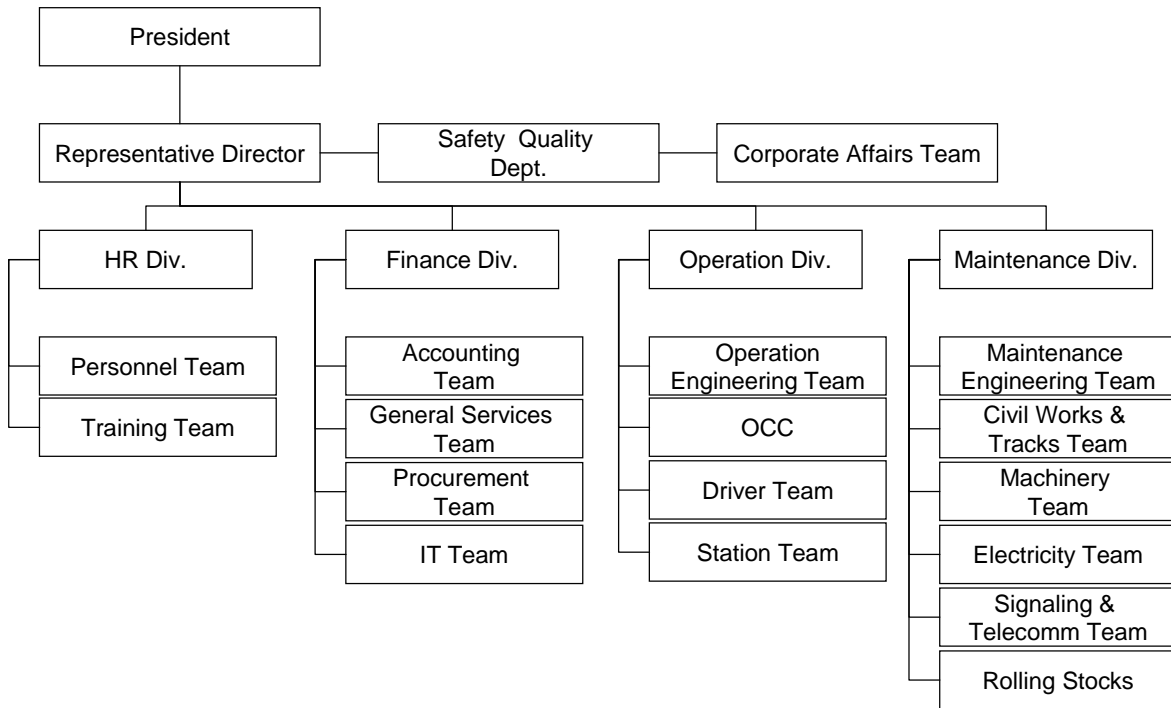 President
Representative Director
Safety Quality
Dept.
Corporate Affairs Team
HR Div.
Finance Div.
Operation Div.
Maintenance Div.
Personnel Team
Training Team
Accounting
Team
General Services
Team
Procurement
Team
IT Team
Operation
Engineering Team
OCC
Driver Team
Station Team
Maintenance
Engineering Team
Civil Works &
Tracks Team
Machinery
Team
Electricity Team
Signaling &
Telecomm Team
Rolling Stocks